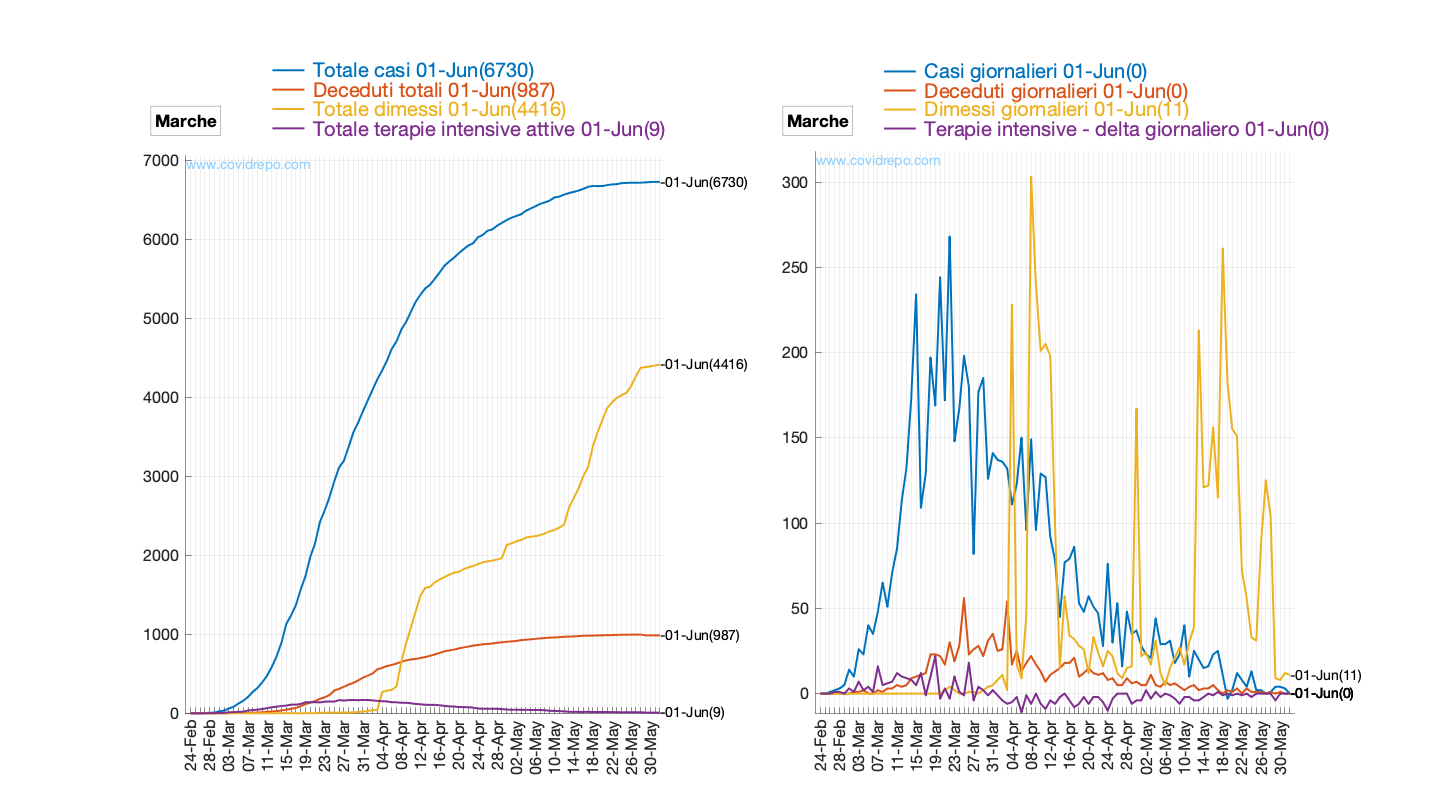 Totale casi 01-Jun(6730)
Deceduti totali 01-Jun(987)
Totale dimessi 01-Jun(4416)
Totale terapie intensive attive 01-Jun(9)
Marche
www.covidrepo.com
7000
6000
5000
4000
3000
2000
1000
0
-01-Jun(6730)
-01-Jun(4416)
-01-Jun(987)
-01-Jun(9)
24-Feb
28-Feb
03-Mar
07-Mar
11-Mar
15-Mar
19-Mar
23-Mar
27-Mar
31-Mar
04-Apr
08-Apr
12-Apr
16-Apr
20-Apr
24-Apr
28-Apr
02-May
06-May
10-May
14-May
18-May
22-May
26-May
30-May
Casi giornalieri 01-Jun(0)
Deceduti giornalieri 01-Jun(0)
Dimessi giornalieri 01-Jun(11)
Terapie intensive - delta giornaliero 01-Jun(0)
Marche
www.covidrepo.com
300
250
200
150
100
50
0
-01-Jun(11)
-01-Jun(0)
24-Feb
28-Feb
03-Mar
07-Mar
11-Mar
15-Mar
19-Mar
23-Mar
27-Mar
31-Mar
04-Apr
08-Apr
12-Apr
16-Apr
20-Apr
24-Apr
28-Apr
02-May
06-May
10-May
14-May
18-May
22-May
26-May
30-May